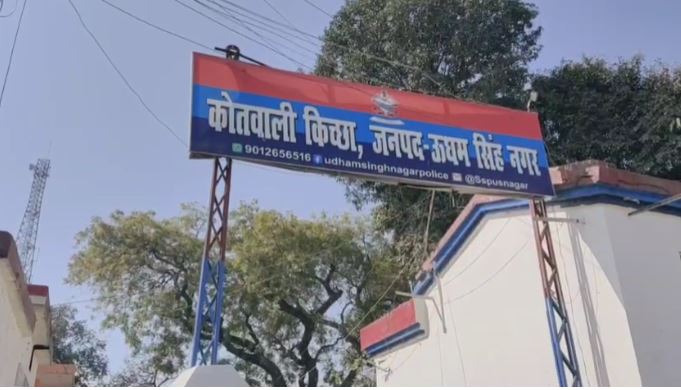 कोतवाली किच्छा, जनपद-ऊधम सिंह नगर
9012656516 udhamsinghnagarpolice @Sspusnagar